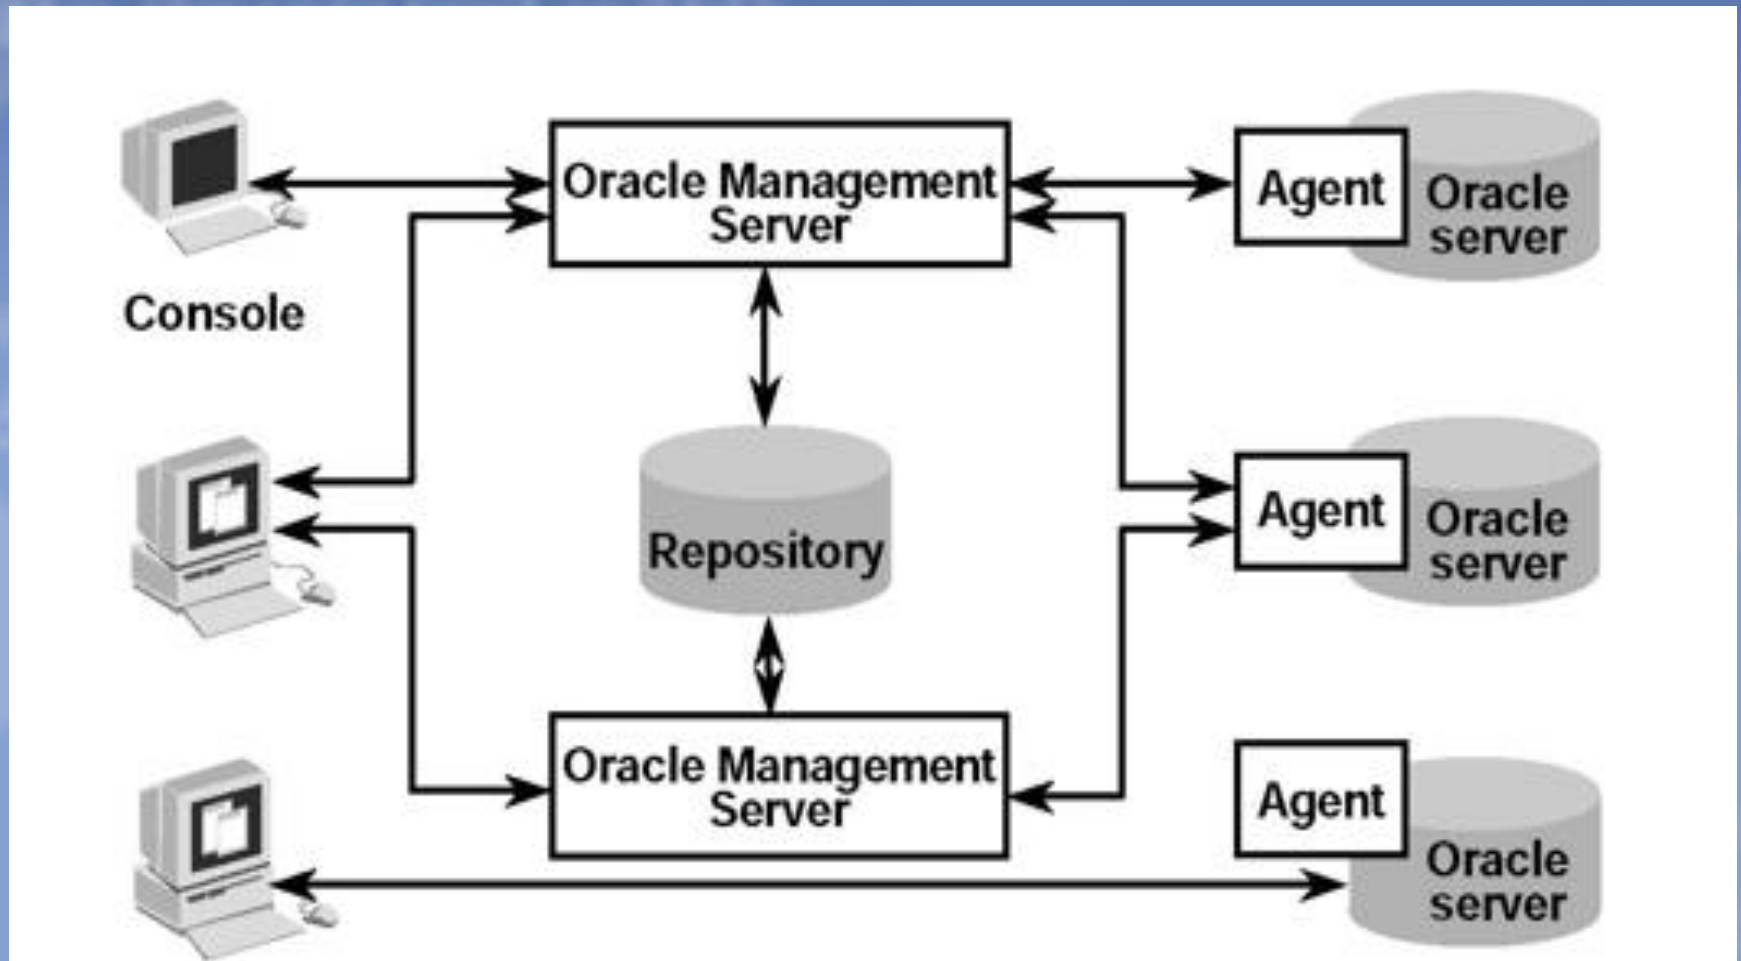 Oracle Management
Server
Agent
Oracle
server
Console
Repository
Agent
Oracle
server
Oracle Management
Server
Agent
Oracle
server